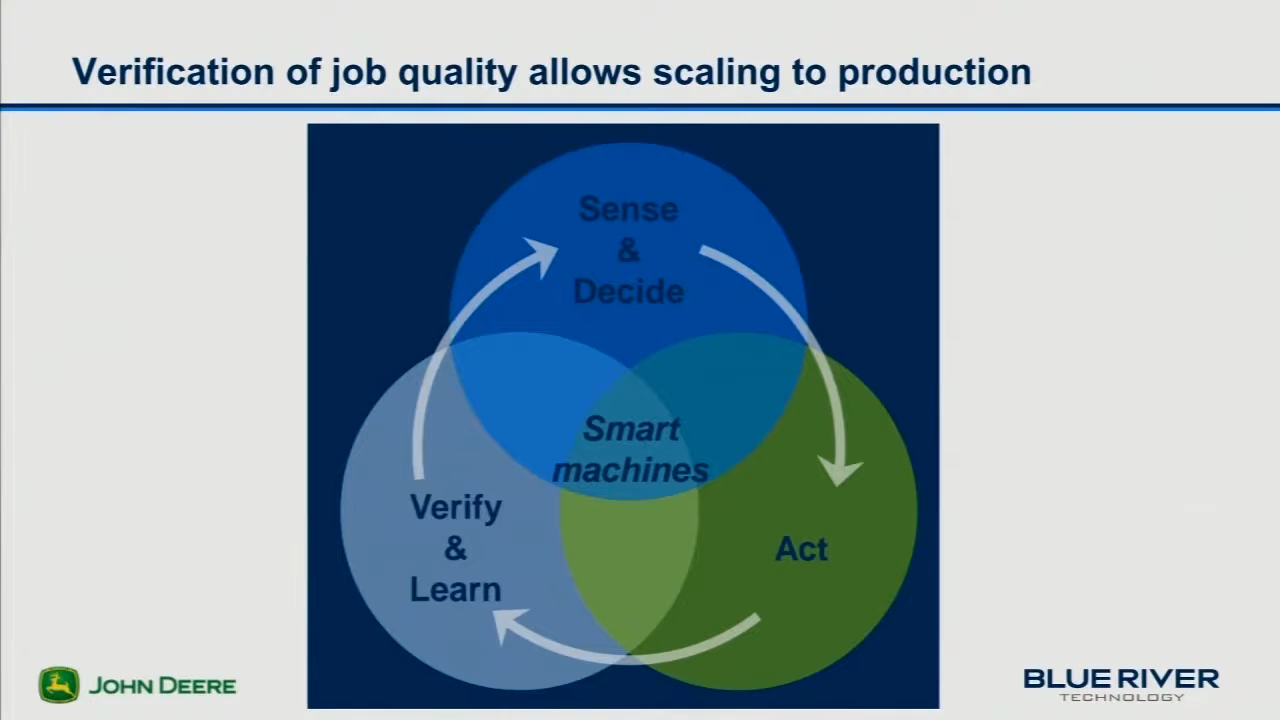 Verification of job quality allows scaling to production
Sense
&
Decide
Smart
machines
Verify
&
Learn
Act
JOHN DEERE
BLUE RIVER
TECHNOLOGY